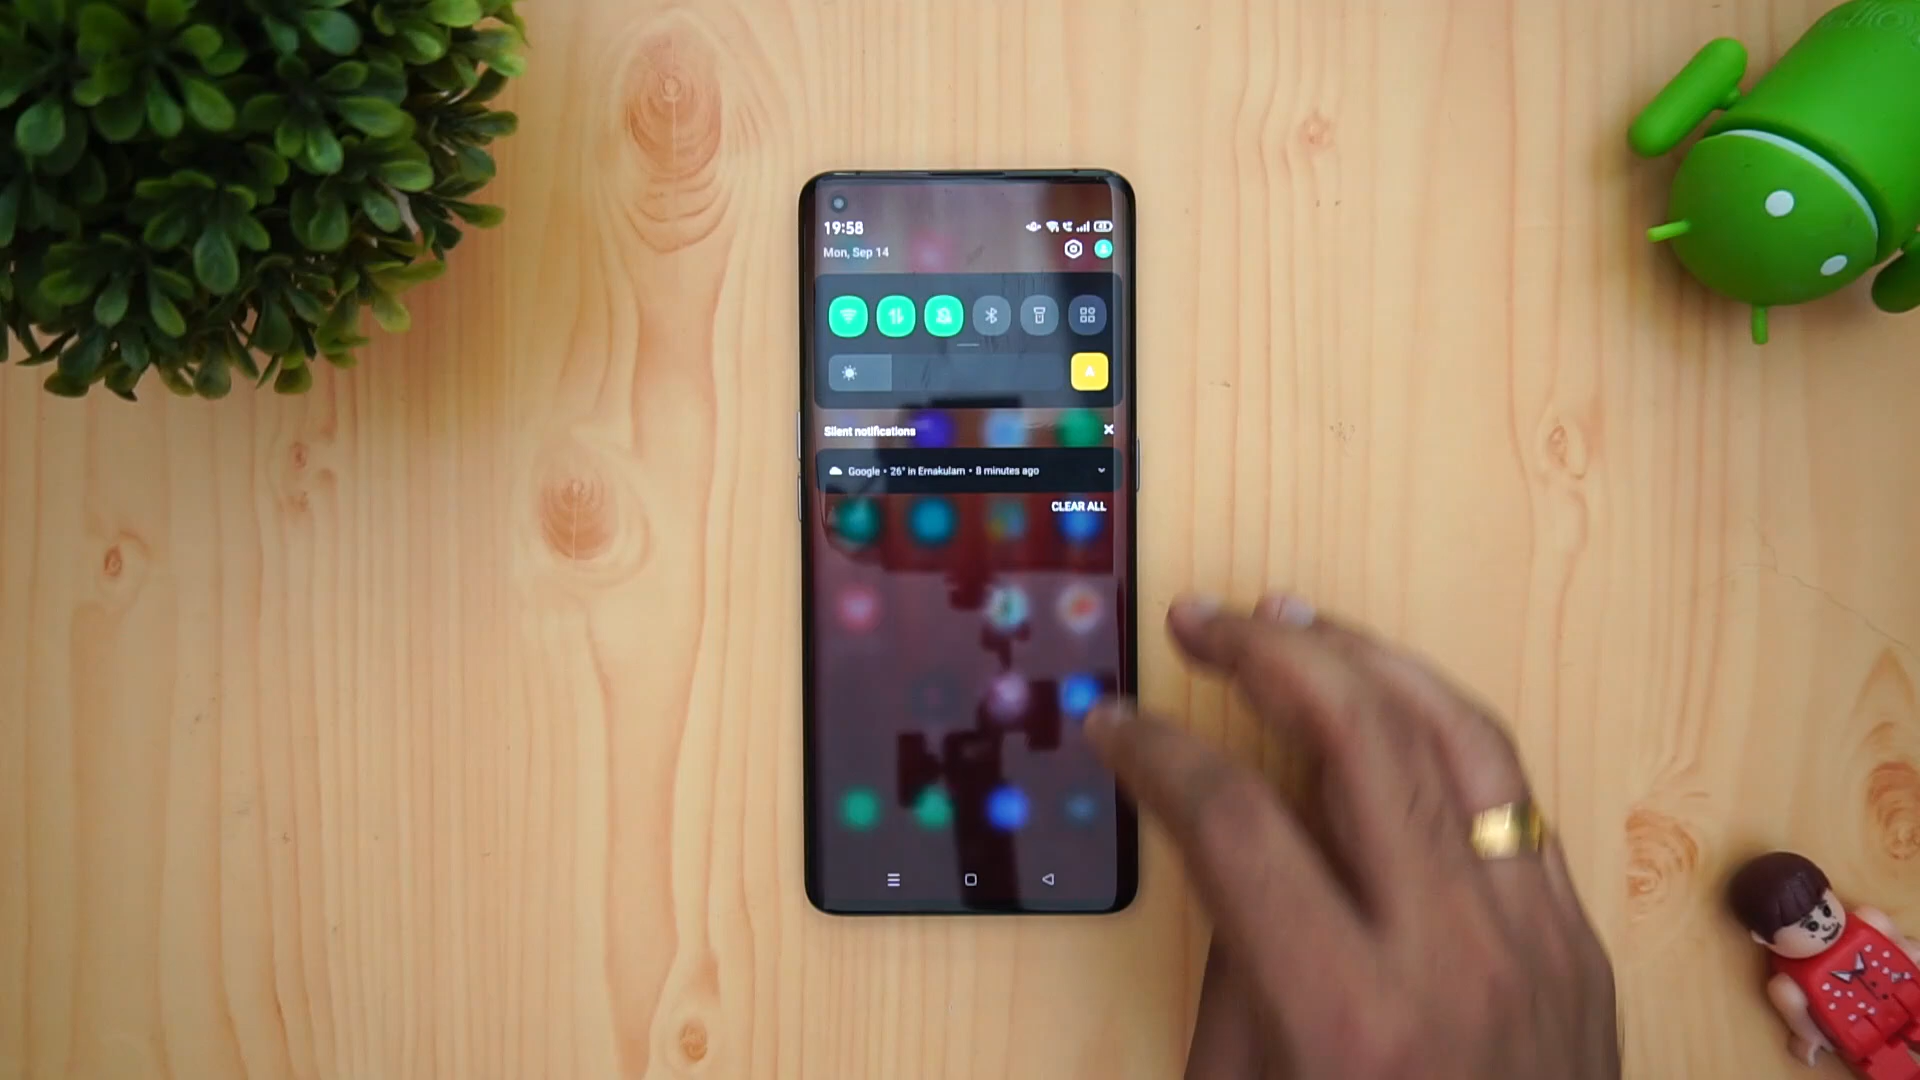 19:58
Mon, Sep 14
A
Silent notifications
Google • 26° in Ernakulam • 8 minutes ago
CLEAR ALL